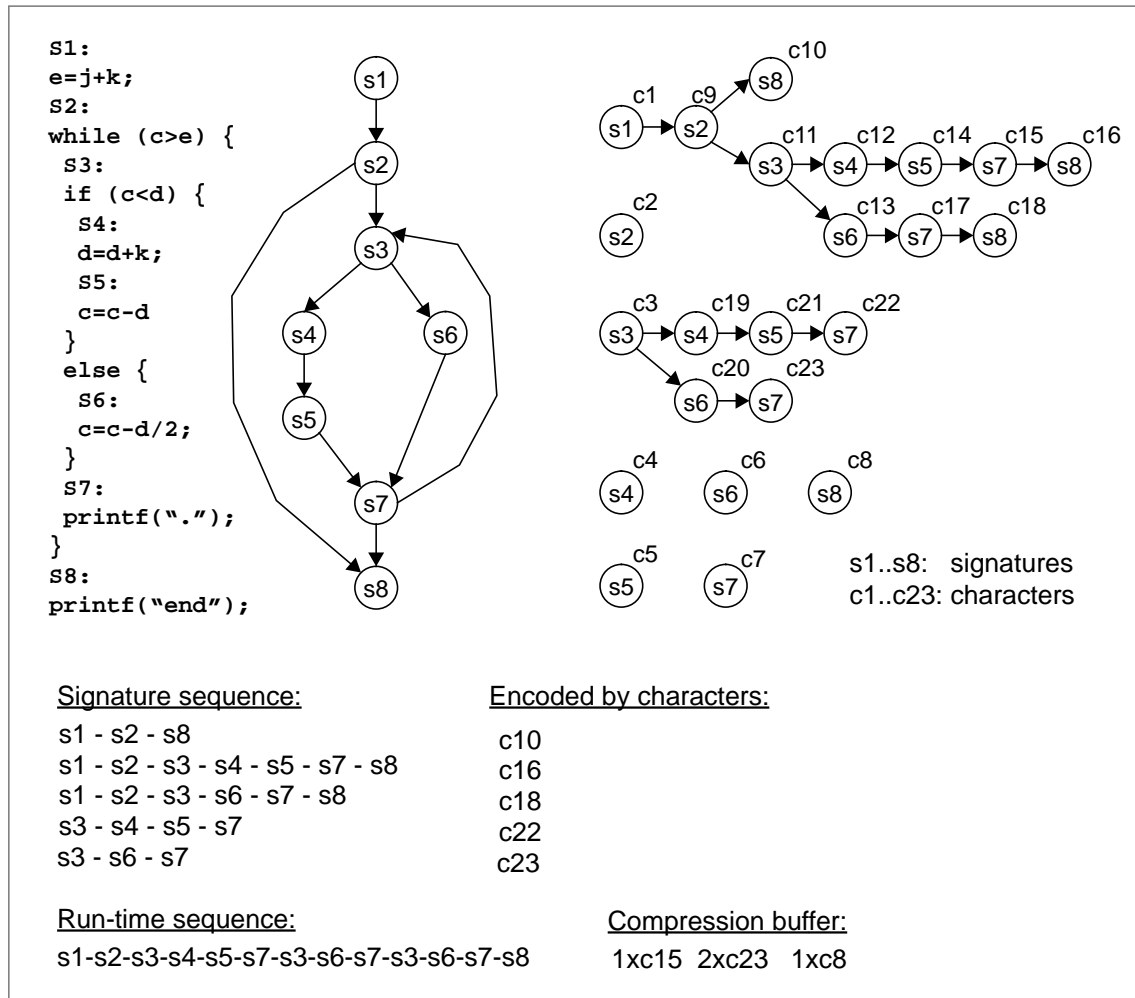 S1:
e=j+k;
S2:
while (c>e) {
S3:
if (c<d) {
S4:
d=d+k;
S5:
c=c-d
}
else {
S6:
c=c-d/2;
}
S7:
printf(“.”);
}
S8:
printf(“end”);
s1
s2
s3
s4
s6
s5
s7
s8
c10
s8
c1 c9
s1 s2
c11 c12 c14 c15 c16
s3 s4 s5 s7 s8
c2 c13 c17 c18
s2 s6 s7 s8
c3 c19 c21 c22
s3 s4 s5 s7
c20 c23
s6 s7
c4 c6 c8
s4 s6 s8
c5 c7
s5 s7
s1..s8: signatures
c1..c23: characters
Signature sequence:
s1 - s2 - s8
s1 - s2 - s3 - s4 - s5 - s7 - s8
s1 - s2 - s3 - s6 - s7 - s8
s3 - s4 - s5 - s7
s3 - s6 - s7
Encoded by characters:
c10
c16
c18
c22
c23
Run-time sequence:
s1-s2-s3-s4-s5-s7-s3-s6-s7-s3-s6-s7-s8
Compression buffer:
1xc15 2xc23 1xc8